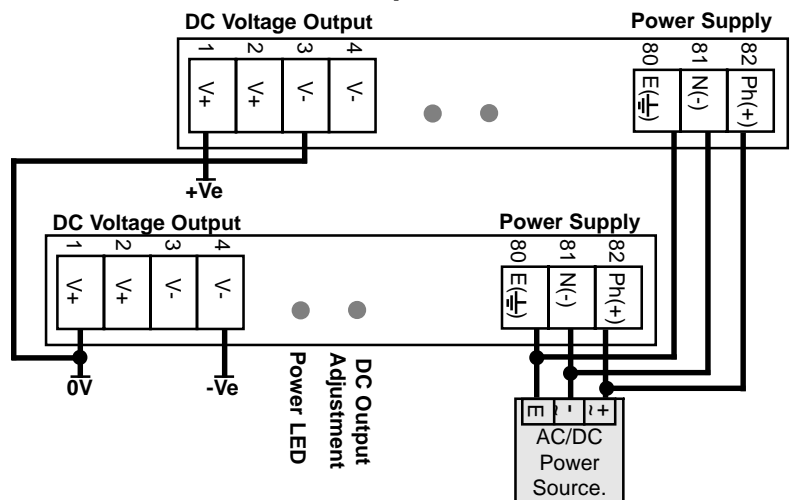 DC Voltage Output
Power Supply
1 2 3 4
80 81 82
V+ V+ V- V-
E(⏚) N(-) Ph(+)
+Ve
DC Voltage Output
Power Supply
1 2 3 4
80 81 82
V+ V+ V- V-
E(⏚) N(-) Ph(+)
0V
-Ve
Power LED
DC Output
Adjustment
E ~ - ~ +
AC/DC
Power
Source.